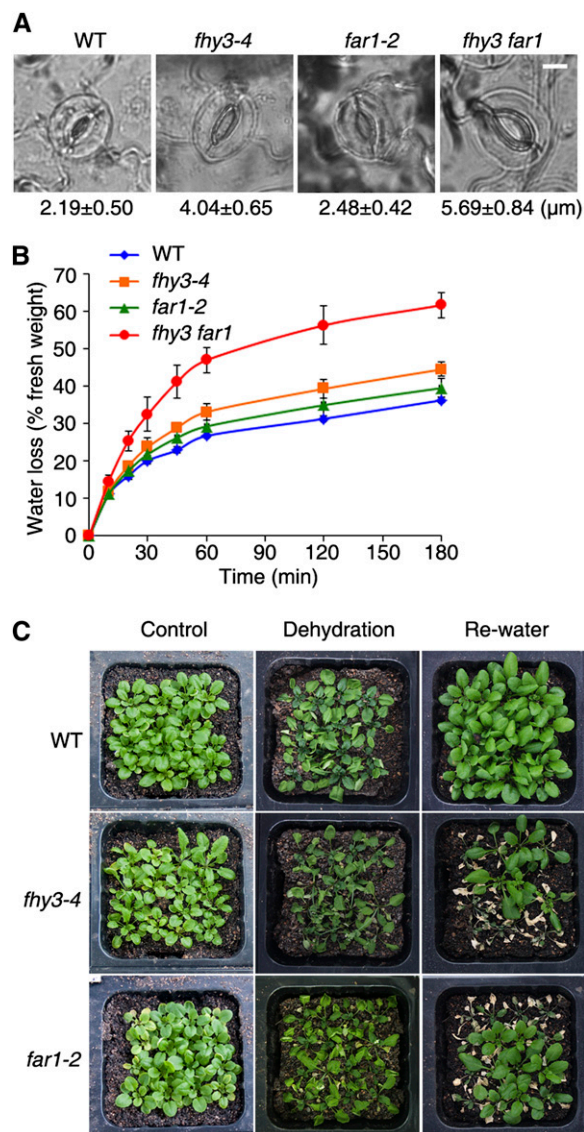 A
WT fhy3-4 far1-2 fhy3 far1
2.19±0.50 4.04±0.65 2.48±0.42 5.69±0.84 (µm)
B
WT
fhy3-4
far1-2
fhy3 far1
Water loss (% fresh weight)
70
60
50
40
30
20
10
0
0 30 60 90 120 150 180
Time (min)
C
Control Dehydration Re-water
WT
fhy3-4
far1-2